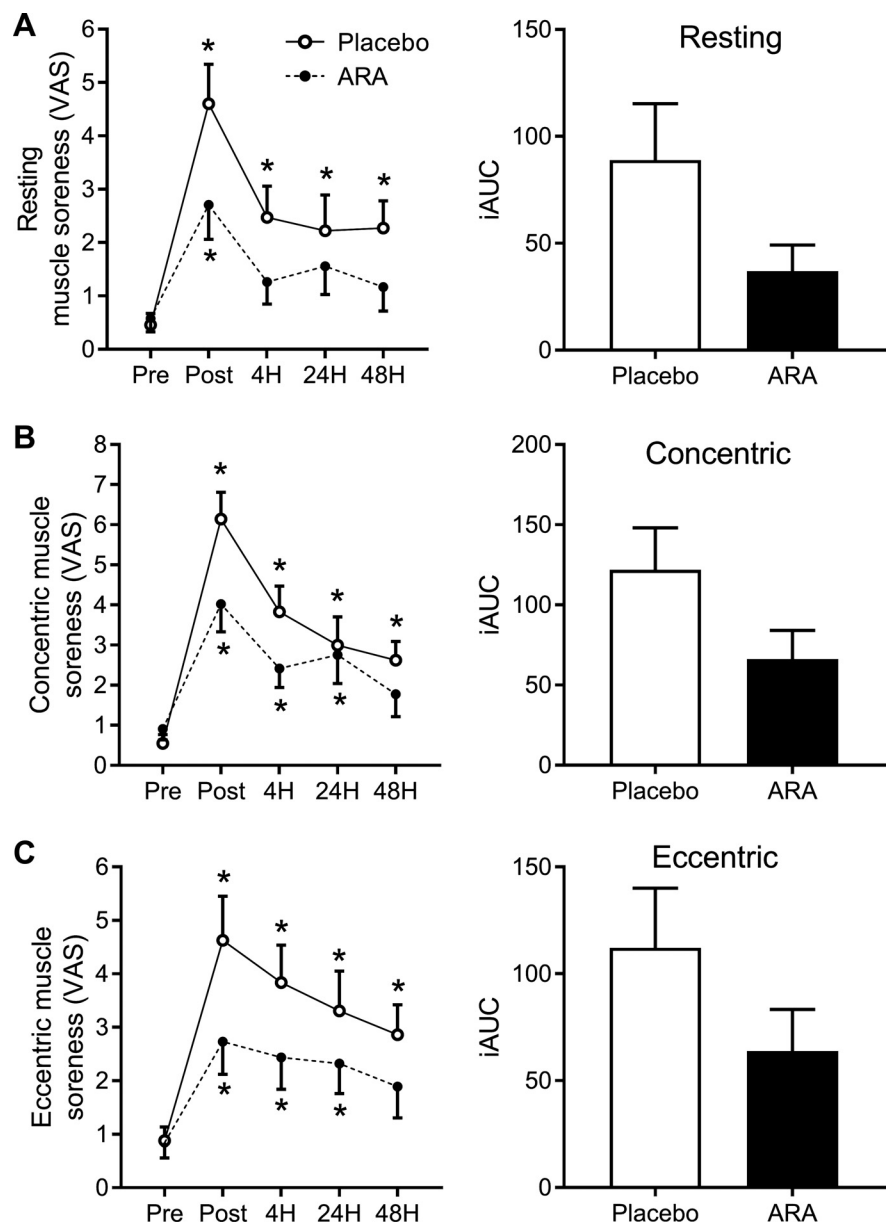 A
Resting
muscle soreness (VAS)
6
5
4
3
2
1
0
*
*
*
*
*
Placebo
ARA
Pre Post 4H 24H 48H
Resting
iAUC
150
100
50
0
Placebo ARA
B
Concentric muscle
soreness (VAS)
8
7
6
5
4
3
2
1
0
*
*
*
*
*
*
*
Pre Post 4H 24H 48H
Concentric
iAUC
200
150
100
50
0
Placebo ARA
C
Eccentric muscle
soreness (VAS)
6
5
4
3
2
1
0
*
*
*
*
*
*
*
Pre Post 4H 24H 48H
Eccentric
iAUC
150
100
50
0
Placebo ARA